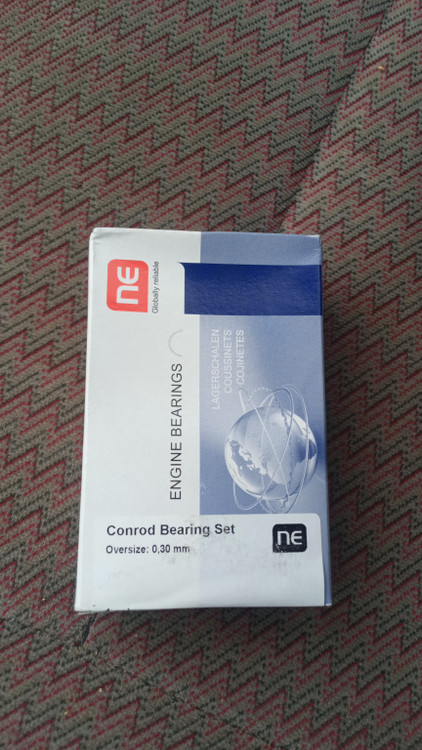 NE
Globally reliable
ENGINE BEARINGS
LAGERSCHALEN
COUSSINETS
COJINETES
Conrod Bearing Set
Oversize: 0,30 mm
NE